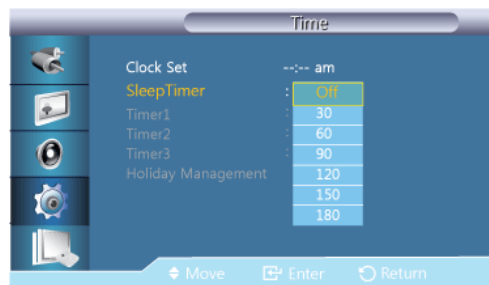 Time
Clock Set --:-- am
SleepTimer : Off
Timer1 : 30
Timer2 : 60
Timer3 : 90
Holiday Management 120
150
180
Move Enter Return